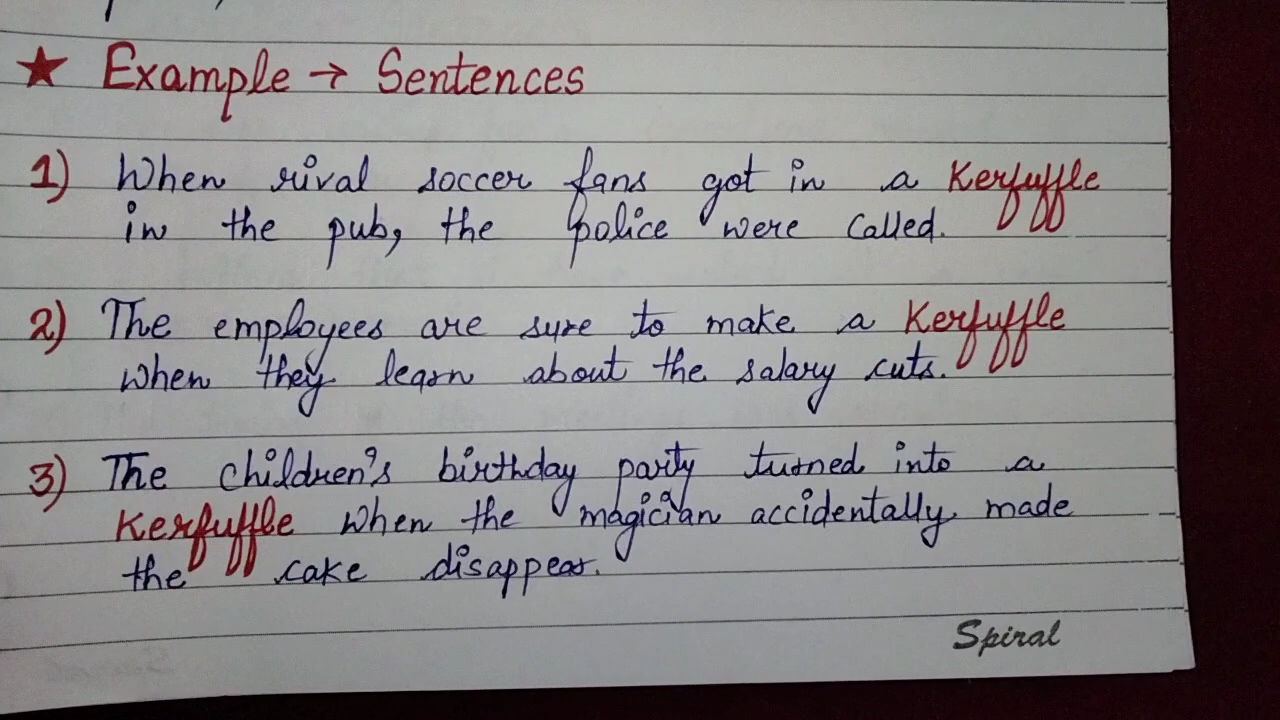 ★ Example → Sentences
1) When rival soccer fans got in a Kerfuffle
in the pub, the police were called.
2) The employees are sure to make a Kerfuffle
when they learn about the salary cuts.
3) The children's birthday party turned into a
Kerfuffle when the magician accidentally made
the cake disappear.
Spiral